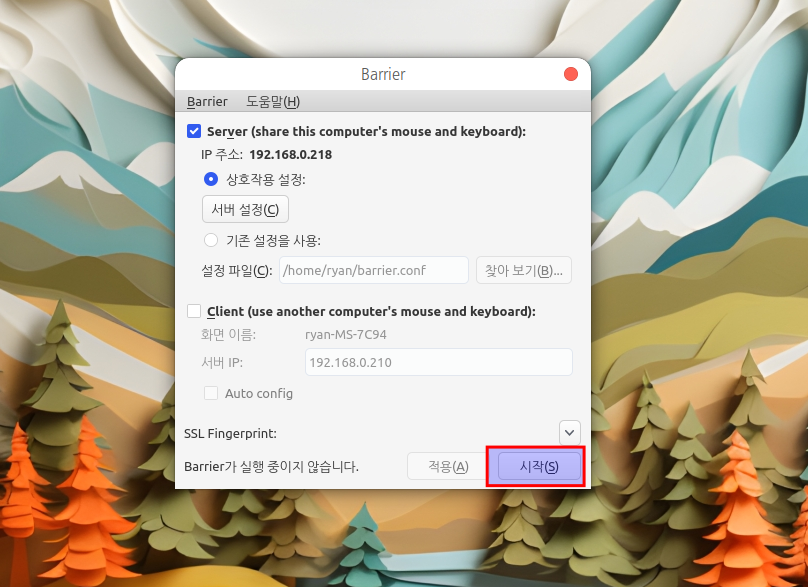 Barrier
Barrier 도움말(H)
Server (share this computer's mouse and keyboard):
IP 주소: 192.168.0.218
상호작용 설정:
서버 설정(C)
기존 설정을 사용:
설정 파일(C): /home/ryan/barrier.conf 찾아 보기(B)...
Client (use another computer's mouse and keyboard):
화면 이름: ryan-MS-7C94
서버 IP: 192.168.0.210
Auto config
SSL Fingerprint:
Barrier가 실행 중이지 않습니다. 적용(A) 시작(S)